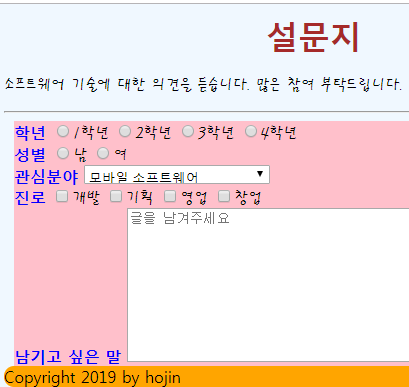 설문지
소프트웨어 기술에 대한 의견을 듣습니다. 많은 참여 부탁드립니다.
학년 1학년 2학년 3학년 4학년
성별 남 여
관심분야 모바일 소프트웨어
진로 개발 기획 영업 창업
글을 남겨주세요
남기고 싶은 말
Copyright 2019 by hojin